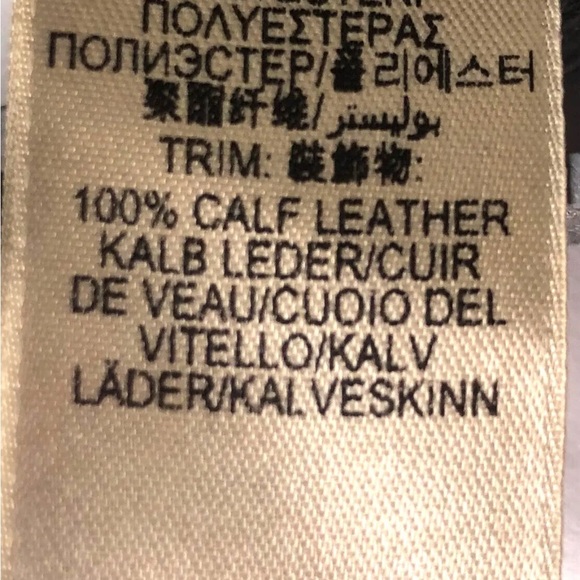 ΠΟΛΥΕΣΤΕΡΑΣ
ПОЛИЭСТЕР/폴리에스터
聚酯纤维/بوليستر
TRIM: 裝飾物:
100% CALF LEATHER
KALB LEDER/CUIR
DE VEAU/CUOIO DEL
VITELLO/KALV
LÄDER/KALVESKINN